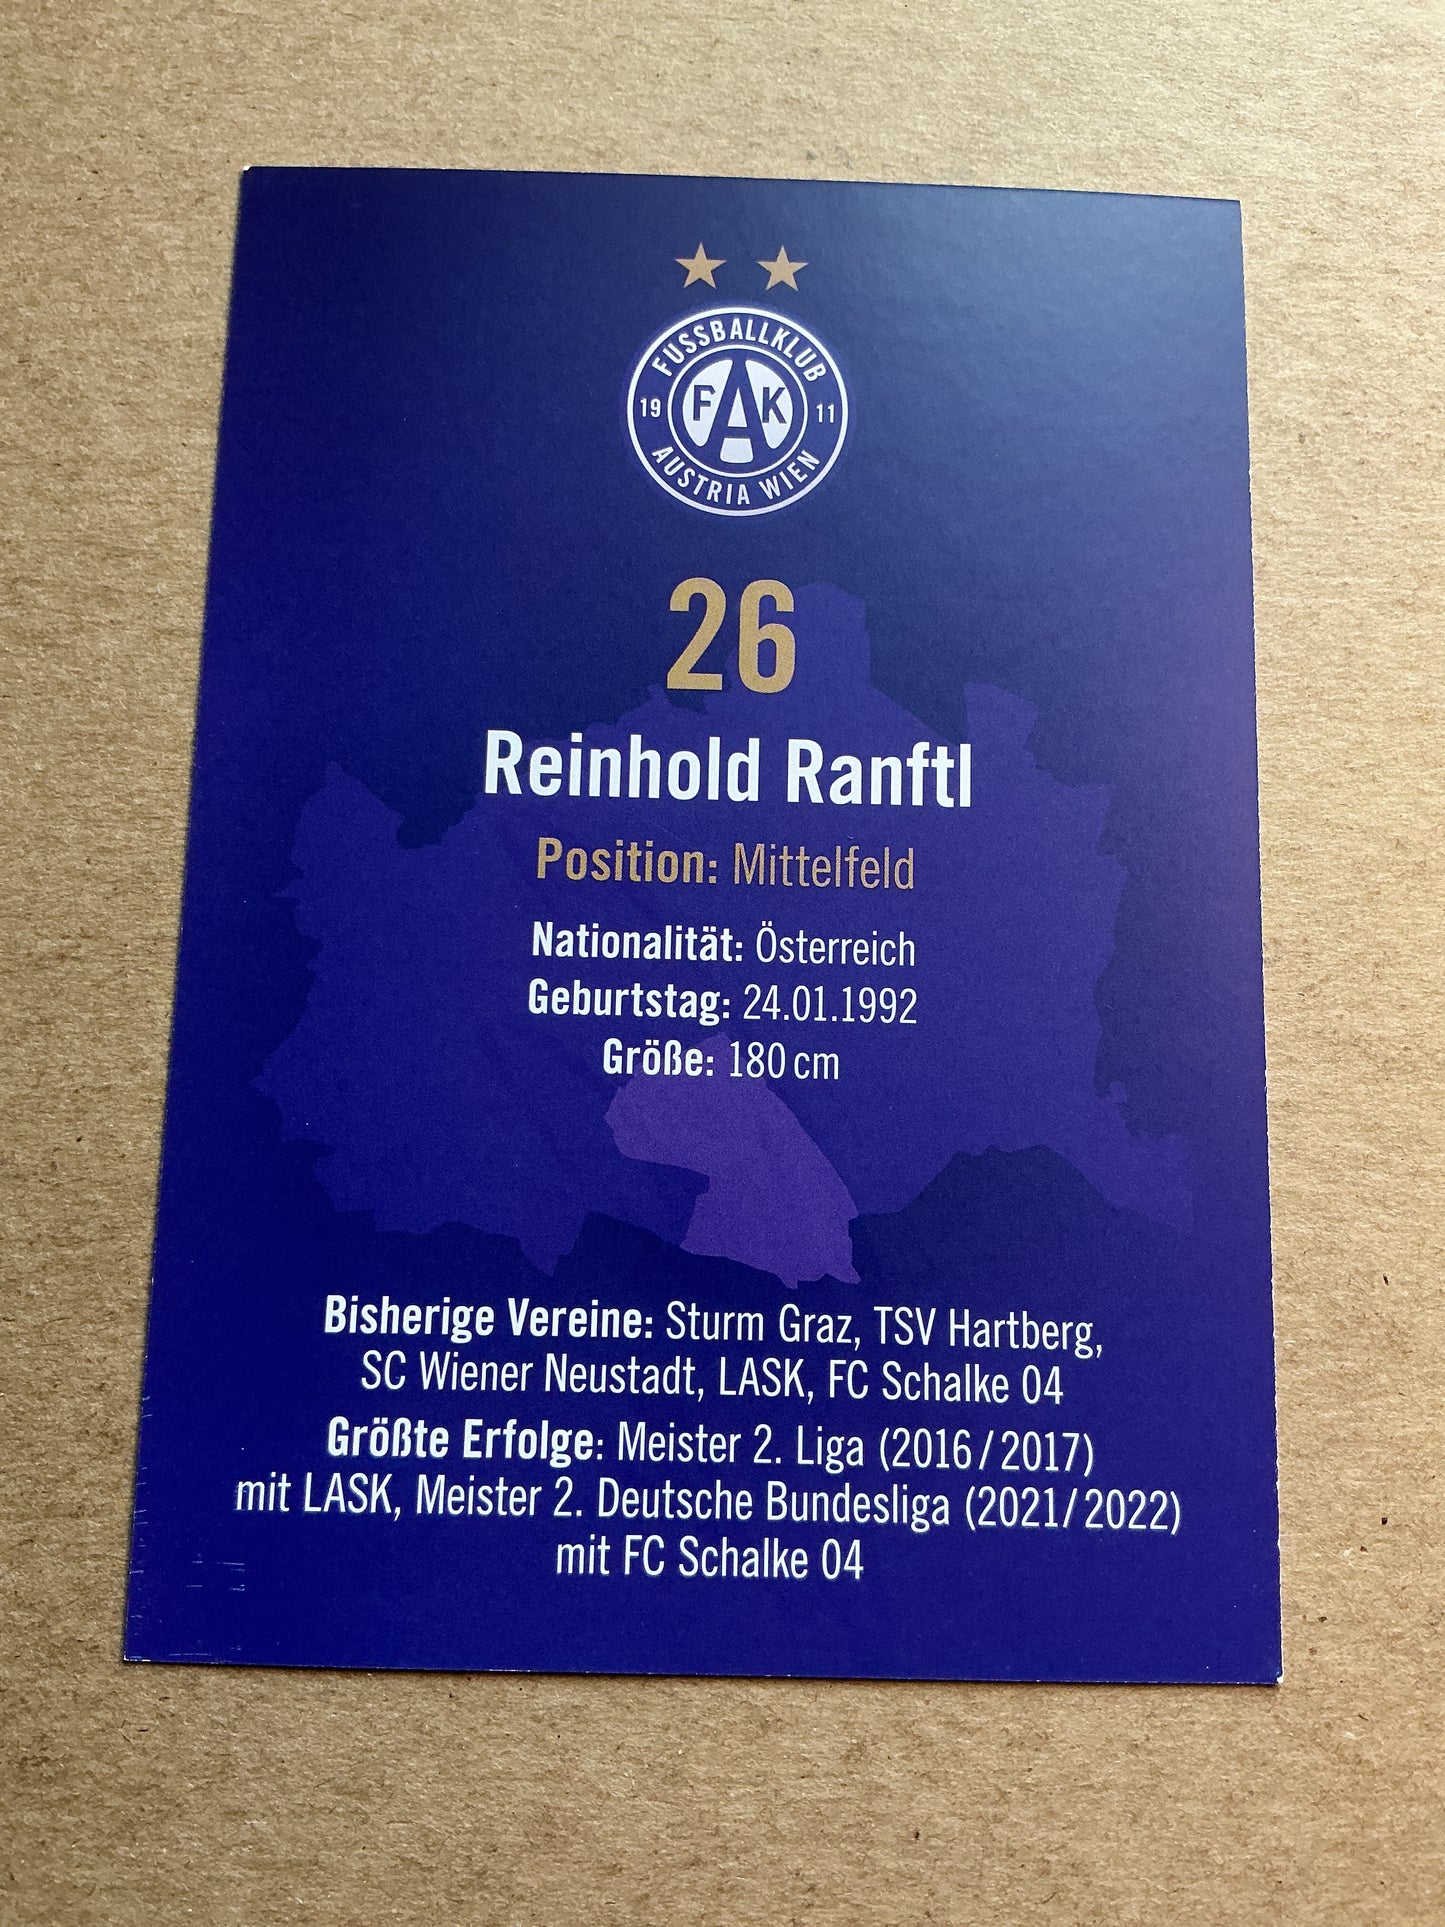 FUSSBALLKLUB
19 FAK 11
AUSTRIA WIEN
26
Reinhold Ranftl
Position: Mittelfeld
Nationalität: Österreich
Geburtstag: 24.01.1992
Größe: 180 cm
Bisherige Vereine: Sturm Graz, TSV Hartberg,
SC Wiener Neustadt, LASK, FC Schalke 04
Größte Erfolge: Meister 2. Liga (2016/2017)
mit LASK, Meister 2. Deutsche Bundesliga (2021/2022)
mit FC Schalke 04